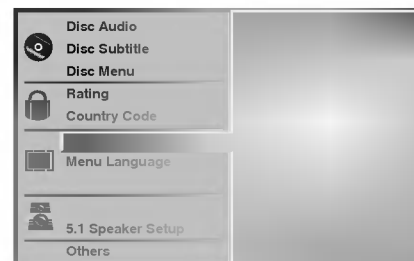 Disc Audio
Disc Subtitle
Disc Menu
Rating
Country Code
Menu Language
5.1 Speaker Setup
Others